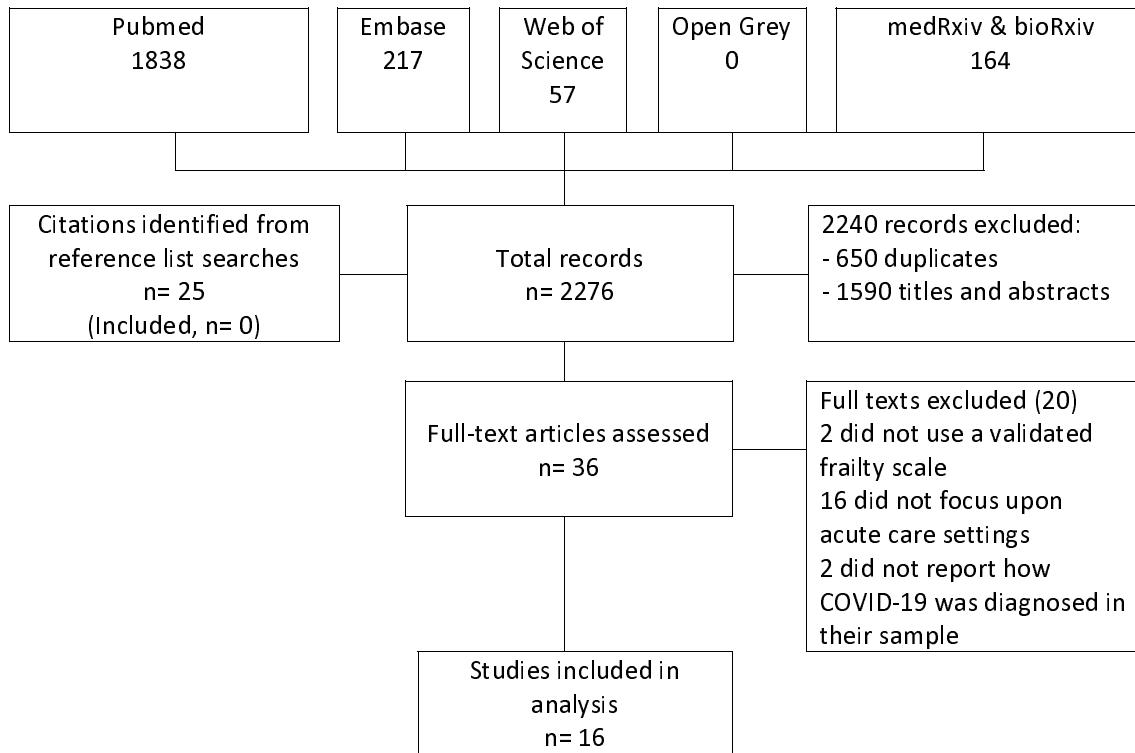 Pubmed
1838
Embase
217
Web of
Science
57
Open Grey
0
medRxiv & bioRxiv
164
Citations identified from
reference list searches
n= 25
(Included, n= 0)
Total records
n= 2276
2240 records excluded:
- 650 duplicates
- 1590 titles and abstracts
Full-text articles assessed
n= 36
Full texts excluded (20)
2 did not use a validated
frailty scale
16 did not focus upon
acute care settings
2 did not report how
COVID-19 was diagnosed in
their sample
Studies included in
analysis
n= 16